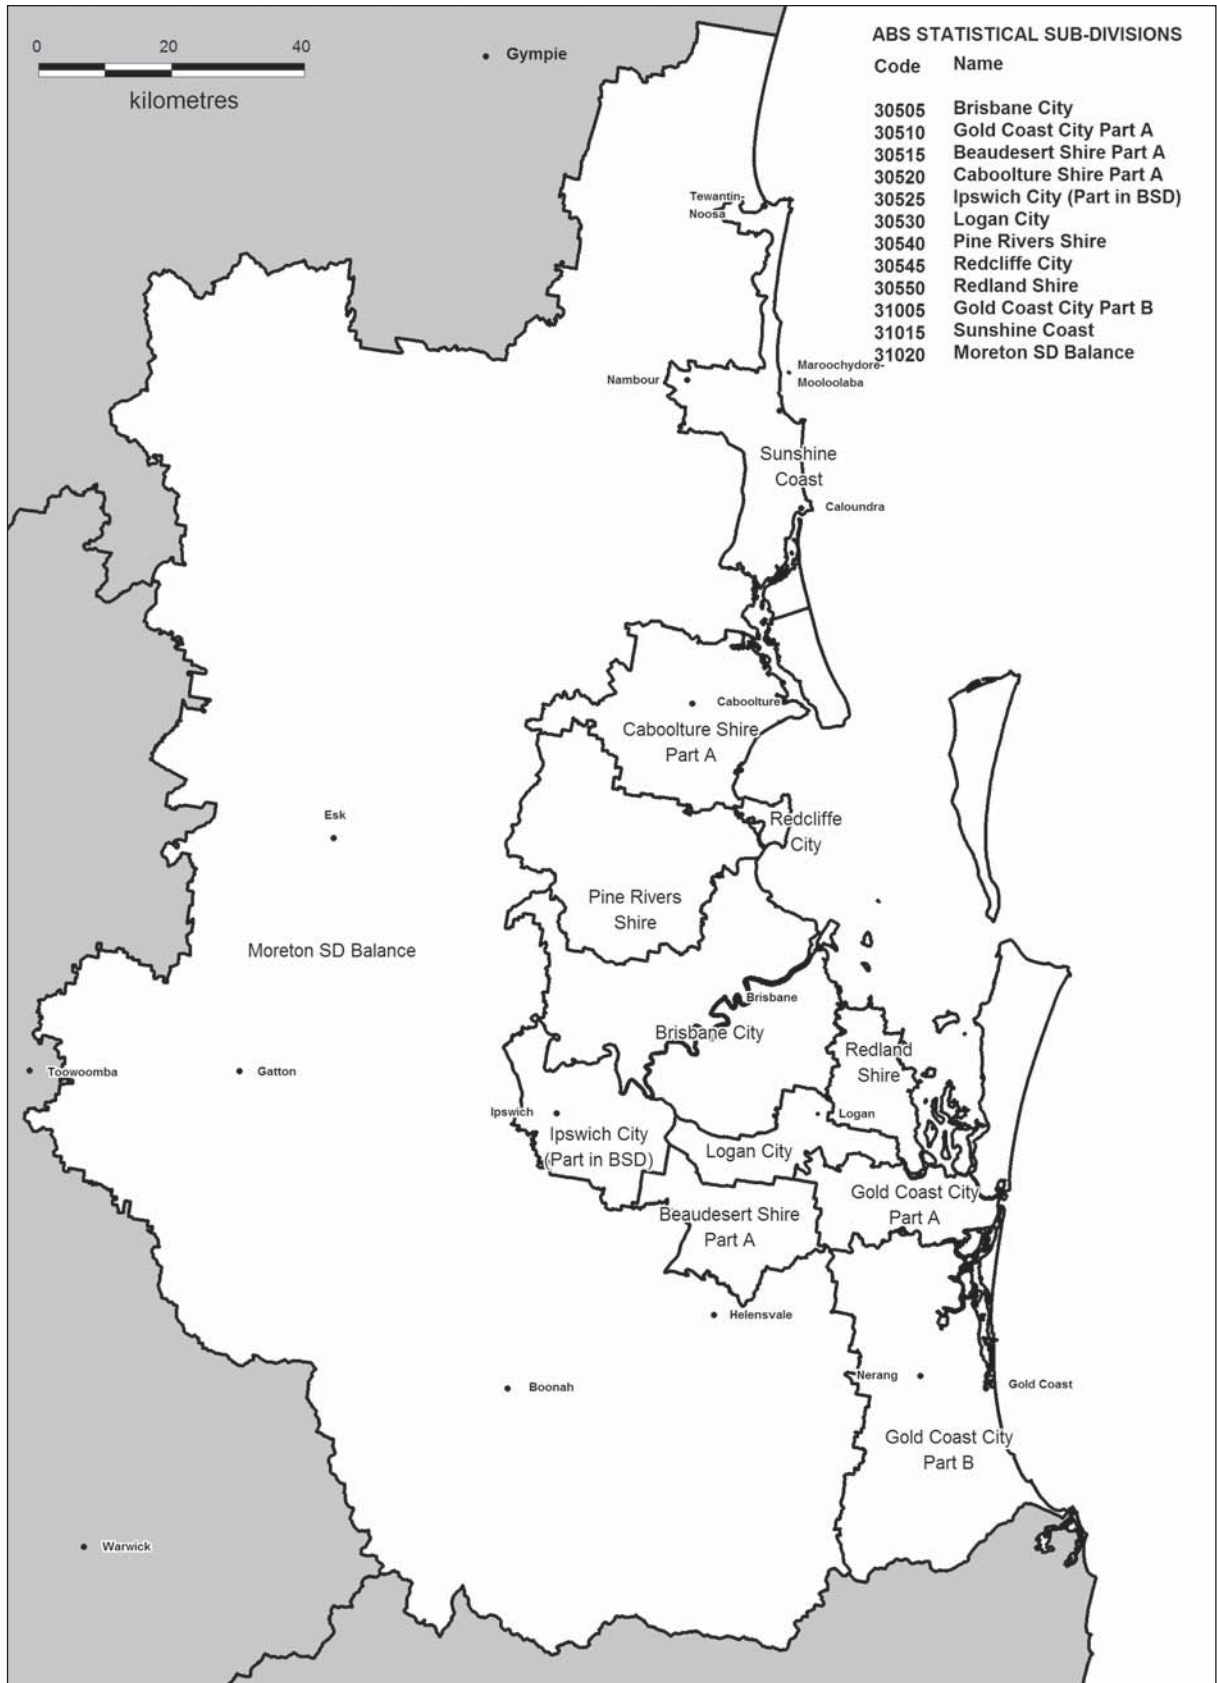 0 20 40
kilometres
Gympie
ABS STATISTICAL SUB-DIVISIONS
Code Name
30505 Brisbane City
30510 Gold Coast City Part A
30515 Beaudesert Shire Part A
30520 Caboolture Shire Part A
30525 Ipswich City (Part in BSD)
30530 Logan City
30540 Pine Rivers Shire
30545 Redcliffe City
30550 Redland Shire
31005 Gold Coast City Part B
31015 Sunshine Coast
31020 Moreton SD Balance
Tewantin-
Noosa
Maroochydore-
Mooloolaba
Nambour
Sunshine
Coast
Caloundra
Caboolture
Caboolture Shire
Part A
Esk
Redcliffe
City
Pine Rivers
Shire
Moreton SD Balance
Brisbane
Brisbane City
Redland
Shire
Toowoomba
Gatton
Ipswich
Logan
Ipswich City
(Part in BSD)
Logan City
Gold Coast City
Part A
Beaudesert Shire
Part A
Helensvale
Nerang
Gold Coast
Boonah
Gold Coast City
Part B
Warwick